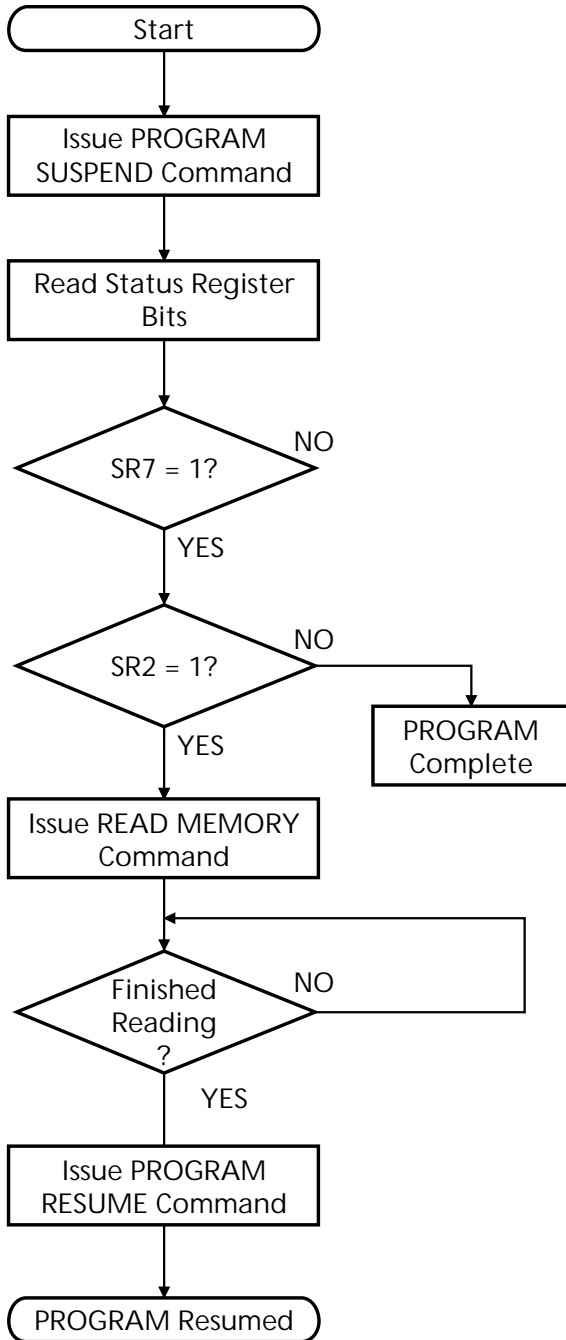 Start
Issue PROGRAM
SUSPEND Command
Read Status Register
Bits
SR7 = 1?
NO
YES
SR2 = 1?
NO
YES
PROGRAM
Complete
Issue READ MEMORY
Command
Finished
Reading
?
NO
YES
Issue PROGRAM
RESUME Command
PROGRAM Resumed